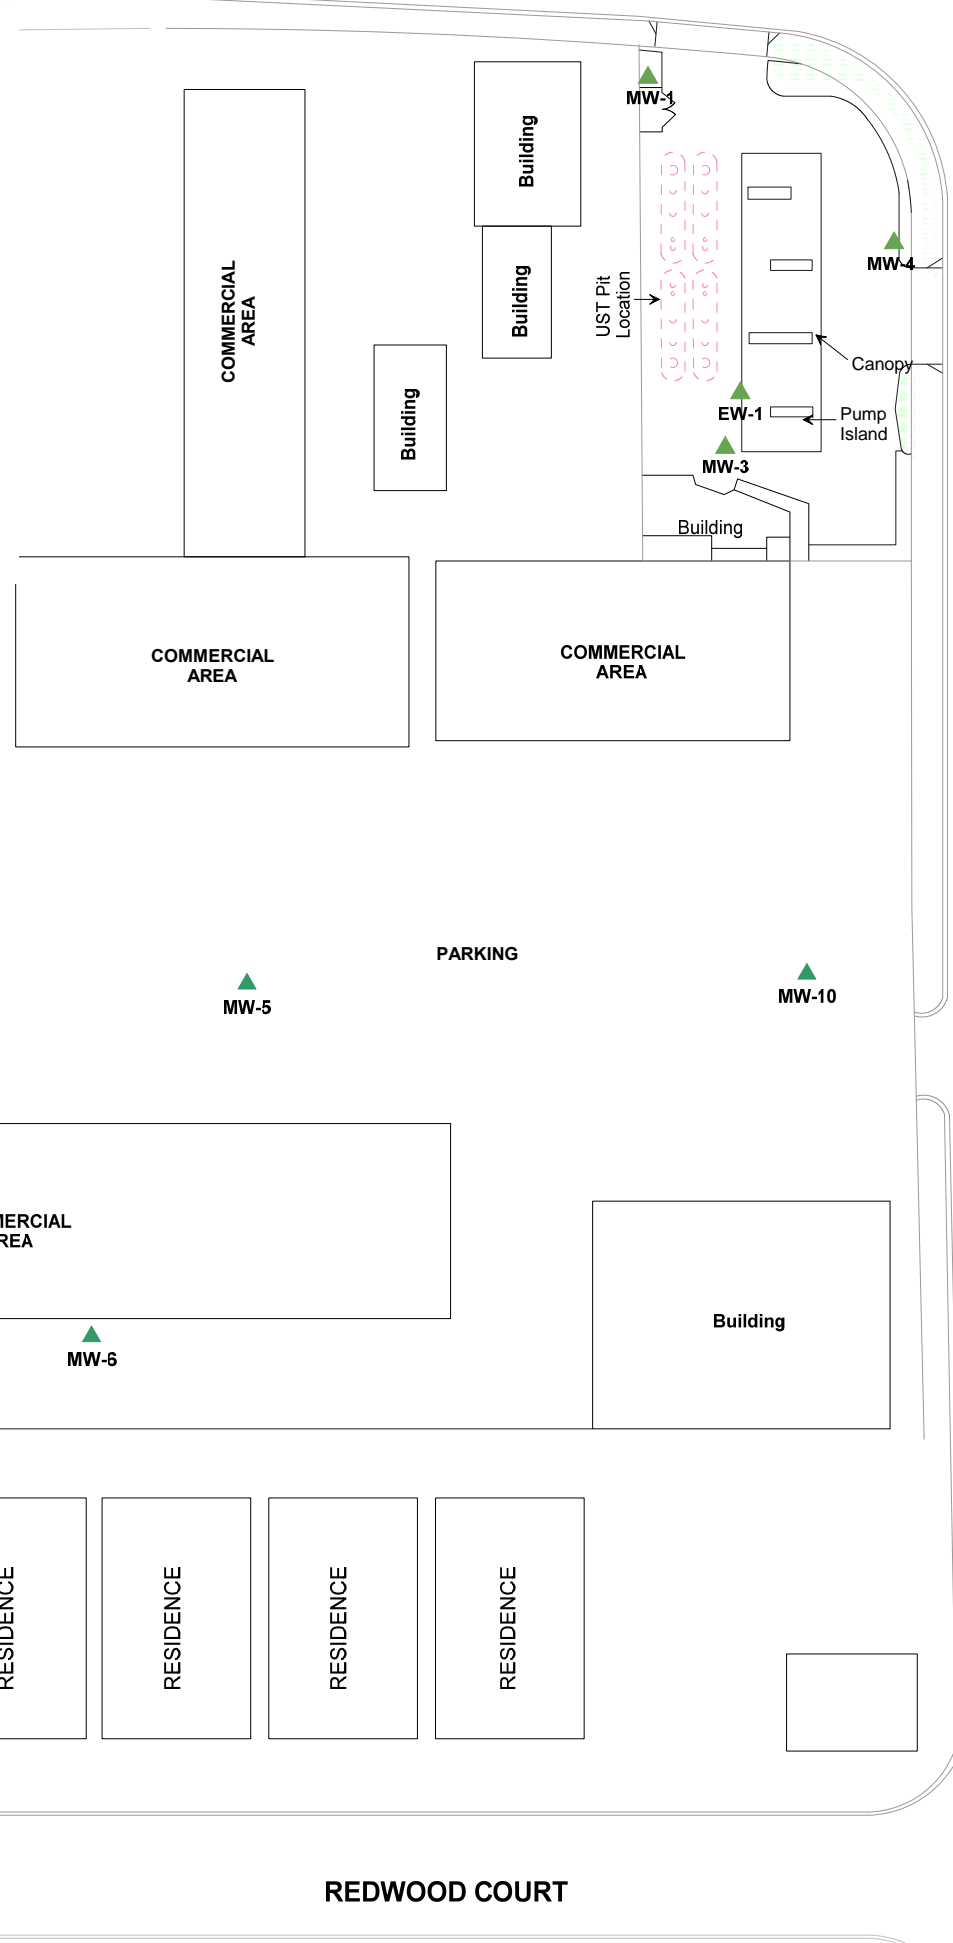 MW-1
Building
COMMERCIAL
AREA
MW-4
Building
UST Pit
Location
Canopy
Building
EW-1
Pump
Island
MW-3
Building
COMMERCIAL
AREA
COMMERCIAL
AREA
PARKING
MW-5
MW-10
MERCIAL
REA
Building
MW-6
RESIDENCE
RESIDENCE
RESIDENCE
RESIDENCE
REDWOOD COURT